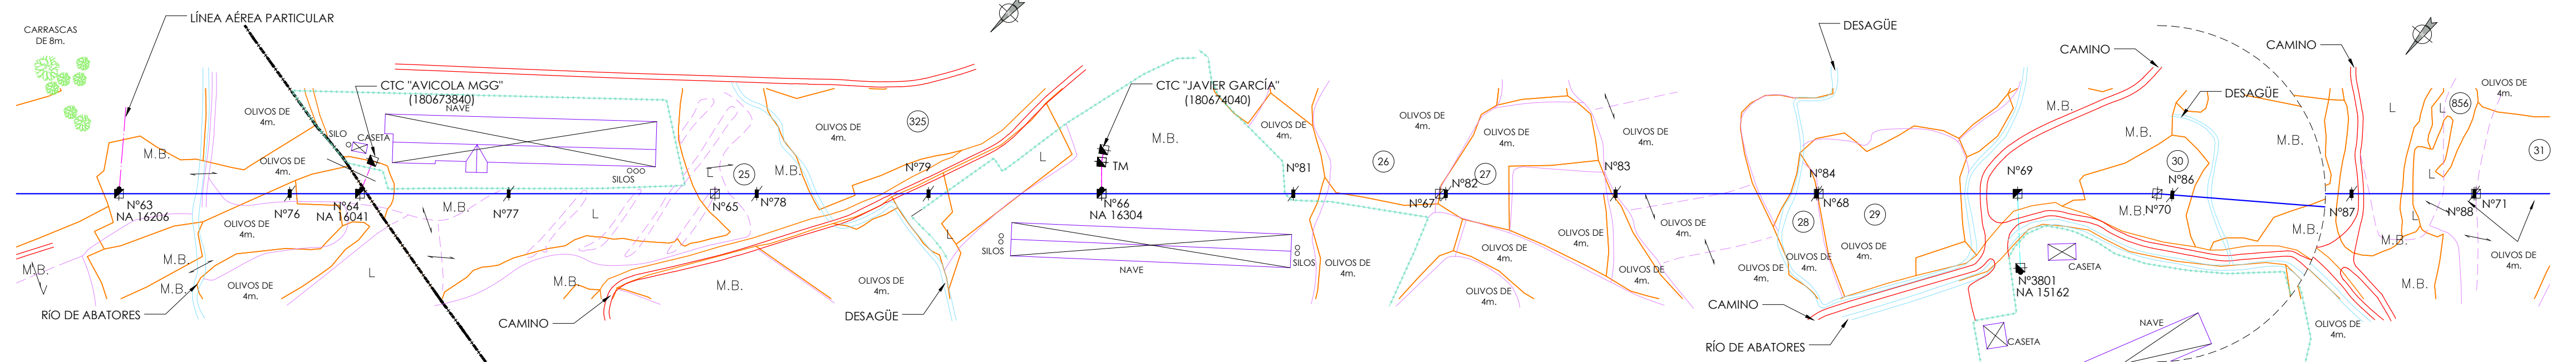 CARRASCAS
DE 8m.
LÍNEA AÉREA PARTICULAR
OLIVOS DE
4m.
M.B.
Nº63
NA 16206
M.B.
RÍO DE ABATORES
M.B.
M.B.
OLIVOS DE
4m.
OLIVOS DE
4m.
Nº76
OLIVOS DE
4m.
SILO
CASETA
CTC "AVICOLA MGG"
(180673840)
NAVE
Nº64
NA 16041
L
M.B.
Nº77
SILOS
L
CAMINO
M.B.
L
25
Nº65
Nº78
M.B.
M.B.
OLIVOS DE
4m.
325
Nº79
OLIVOS DE
4m.
DESAGÜE
L
L
CTC "JAVIER GARCÍA"
(180674040)
TM
M.B.
Nº66
NA 16304
SILOS
NAVE
SILOS
OLIVOS DE
4m.
Nº81
OLIVOS DE
4m.
26
OLIVOS DE
4m.
Nº67
Nº82
27
OLIVOS DE
4m.
OLIVOS DE
4m.
OLIVOS DE
4m.
OLIVOS DE
4m.
Nº83
OLIVOS DE
4m.
OLIVOS DE
4m.
OLIVOS DE
4m.
DESAGÜE
OLIVOS DE
4m.
OLIVOS DE
4m.
28
Nº84
Nº68
29
OLIVOS DE
4m.
CAMINO
RÍO DE ABATORES
Nº69
Nº3801
NA 15162
CASETA
CASETA
CAMINO
M.B.
M.B.
DESAGÜE
30
Nº86
M.B.
Nº70
M.B.
M.B.
NAVE
OLIVOS DE
4m.
CAMINO
Nº87
M.B.
M.B.
L
L
L
L
856
OLIVOS DE
4m.
Nº88
Nº71
OLIVOS DE
4m.
31